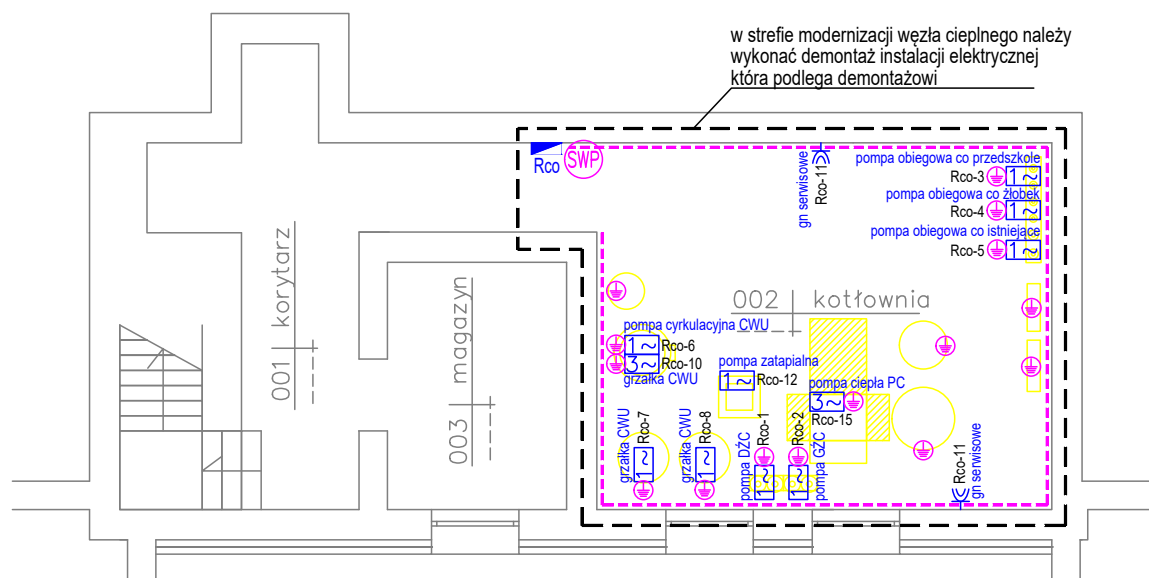 w strefie modernizacji węzła cieplnego należy
wykonać demontaż instalacji elektrycznej
która podlega demontażowi
Rco
SWP
gn serwisowe
Rco-11
pompa obiegowa co przedszkole
Rco-3
1~
pompa obiegowa co żłobek
Rco-4
1~
pompa obiegowa co istniejące
Rco-5
1~
001 korytarz
003 magazyn
002 kotłownia
pompa cyrkulacyjna CWU
1~
Rco-6
3~
Rco-10
grzałka CWU
pompa zatapialna
1~
Rco-12
pompa ciepła PC
3~
Rco-15
grzałka CWU
Rco-7
1~
grzałka CWU
Rco-8
1~
pompa DŹC
Rco-1
1~
Rco-2
1~
pompa GŹC
Rco-11
gn serwisowe